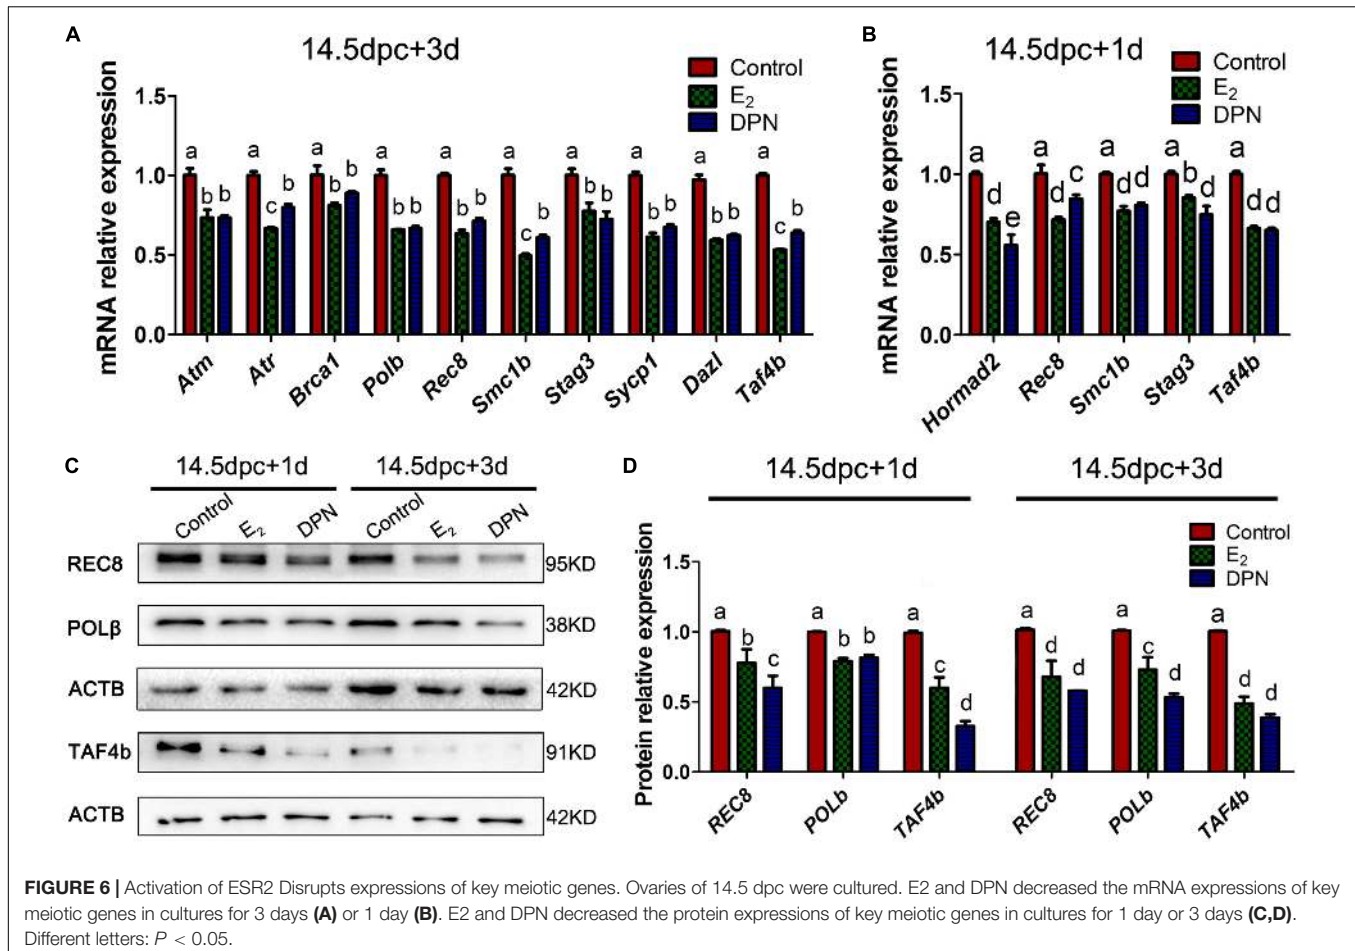 A
14.5dpc+3d
Control
E₂
DPN
mRNA relative expression
1.5
1.0
0.5
0.0
a b b a c b a b b a b b a b b a c b a b b a b b a b b a c b
Atm Atr Brca1 Polb Rec8 Smc1b Stag3 Sycp1 Dazl Taf4b
B
14.5dpc+1d
Control
E₂
DPN
mRNA relative expression
1.5
1.0
0.5
0.0
a d e a d c a d d a b d a d d
Hormad2 Rec8 Smc1b Stag3 Taf4b
C
14.5dpc+1d 14.5dpc+3d
Control E₂ DPN Control E₂ DPN
REC8 95KD
POLβ 38KD
ACTB 42KD
TAF4b 91KD
ACTB 42KD
D
14.5dpc+1d 14.5dpc+3d
Control
E₂
DPN
Protein relative expression
1.5
1.0
0.5
0.0
a b c a b b a c d a d d a c d a d d
REC8 POLb TAF4b REC8 POLb TAF4b
FIGURE 6 | Activation of ESR2 Disrupts expressions of key meiotic genes. Ovaries of 14.5 dpc were cultured. E2 and DPN decreased the mRNA expressions of key
meiotic genes in cultures for 3 days (A) or 1 day (B). E2 and DPN decreased the protein expressions of key meiotic genes in cultures for 1 day or 3 days (C,D).
Different letters: P < 0.05.